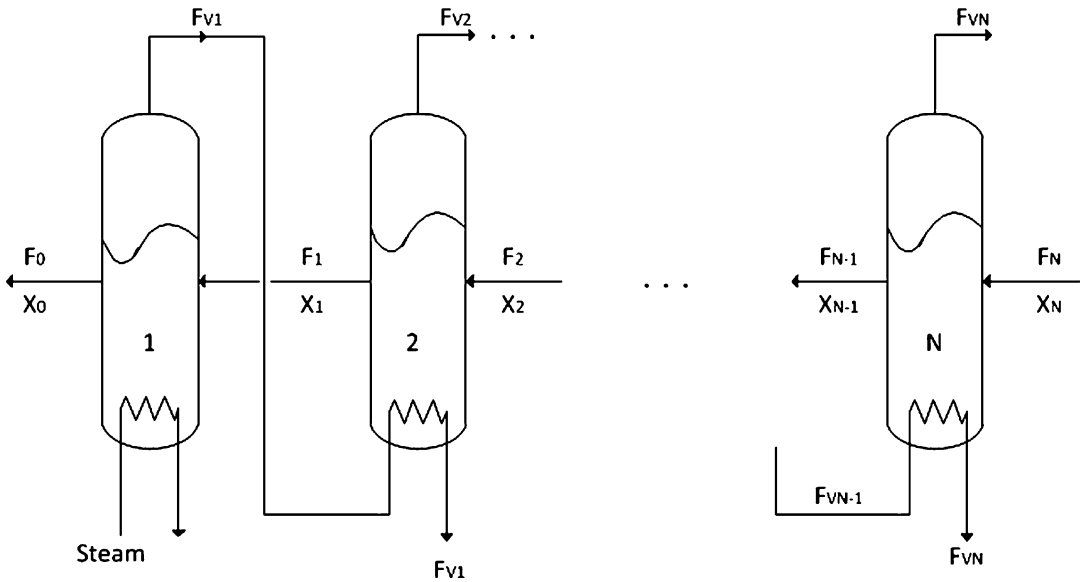 FV1
FV2
. . .
FVN
F0
F1
F2
FN-1
FN
X0
X1
X2
. . .
XN-1
XN
1
2
N
FVN-1
Steam
FV1
FVN